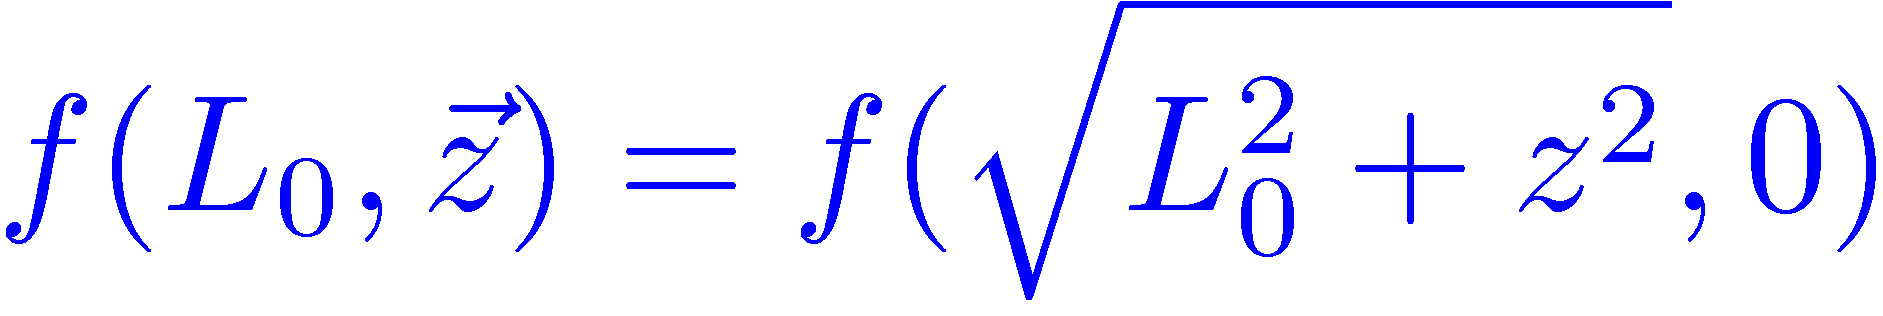 f(L_0, \vec{z}) = f(\sqrt{L_0^2 + z^2}, 0)